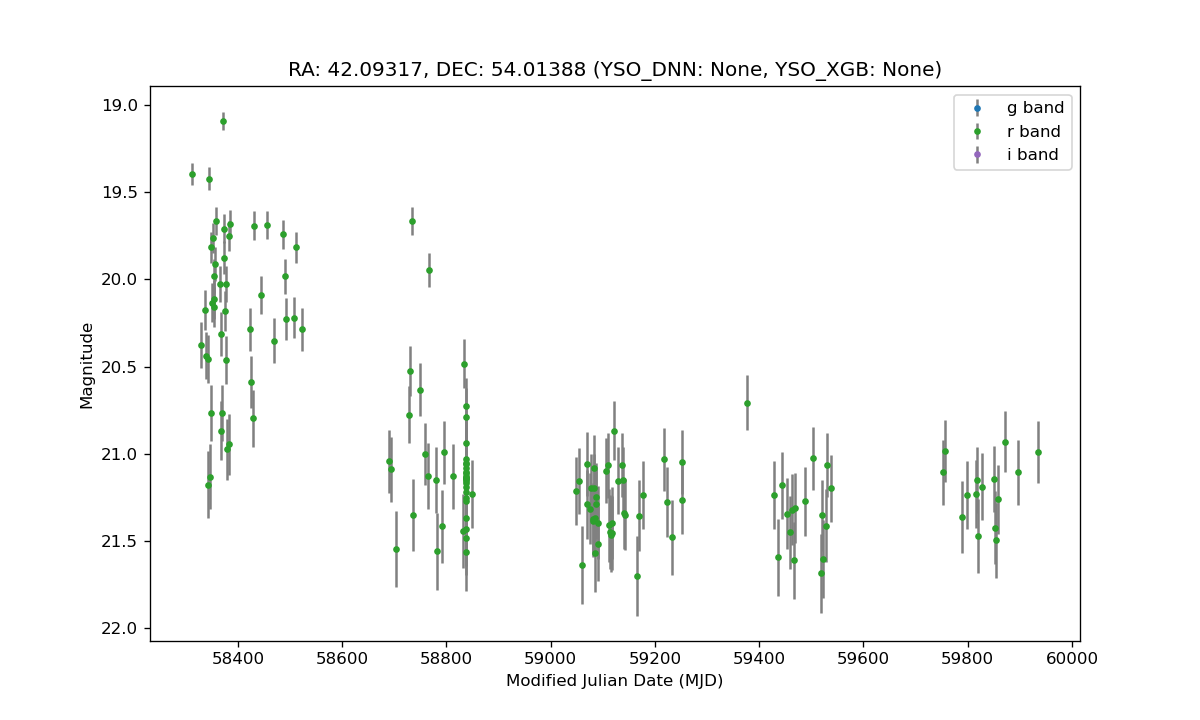 RA: 42.09317, DEC: 54.01388 (YSO_DNN: None, YSO_XGB: None)
g band
r band
i band
19.0
19.5
20.0
20.5
21.0
21.5
22.0
Magnitude
58400 58600 58800 59000 59200 59400 59600 59800 60000
Modified Julian Date (MJD)